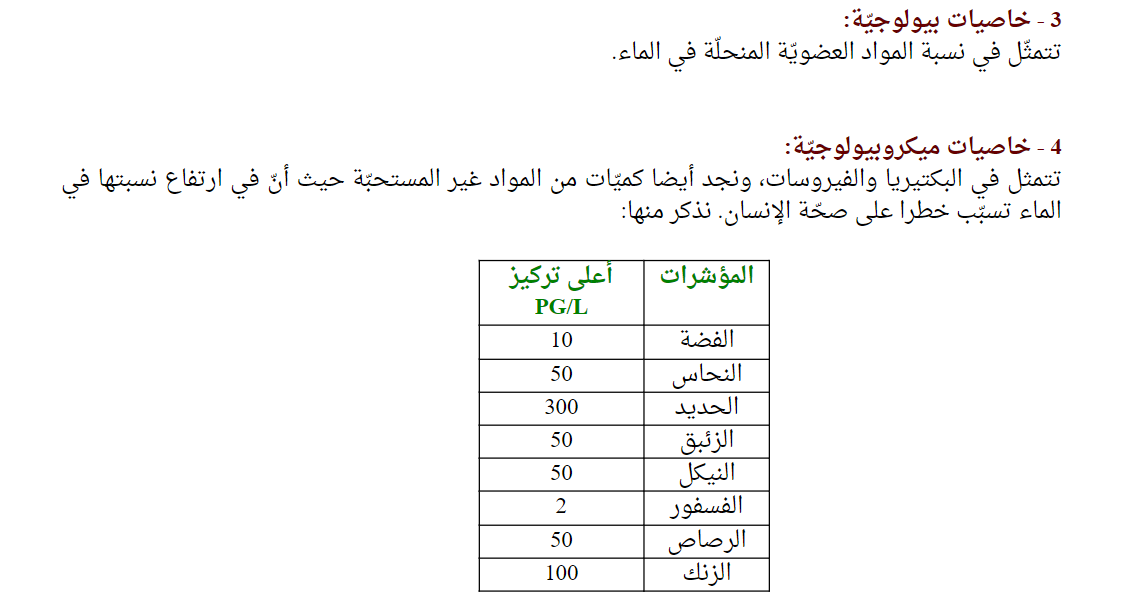 3 - خاصيات بيولوجيّة:
تتمثّل في نسبة المواد العضويّة المنحلّة في الماء.
4 - خاصيات ميكروبيولوجيّة:
تتمثل في البكتيريا والفيروسات، ونجد أيضا كميّات من المواد غير المستحبّة حيث أنّ في ارتفاع نسبتها في
الماء تسبّب خطرا على صحّة الإنسان. نذكر منها:
المؤشرات أعلى تركيز
PG/L
الفضة 10
النحاس 50
الحديد 300
الزئبق 50
النيكل 50
الفسفور 2
الرصاص 50
الزنك 100